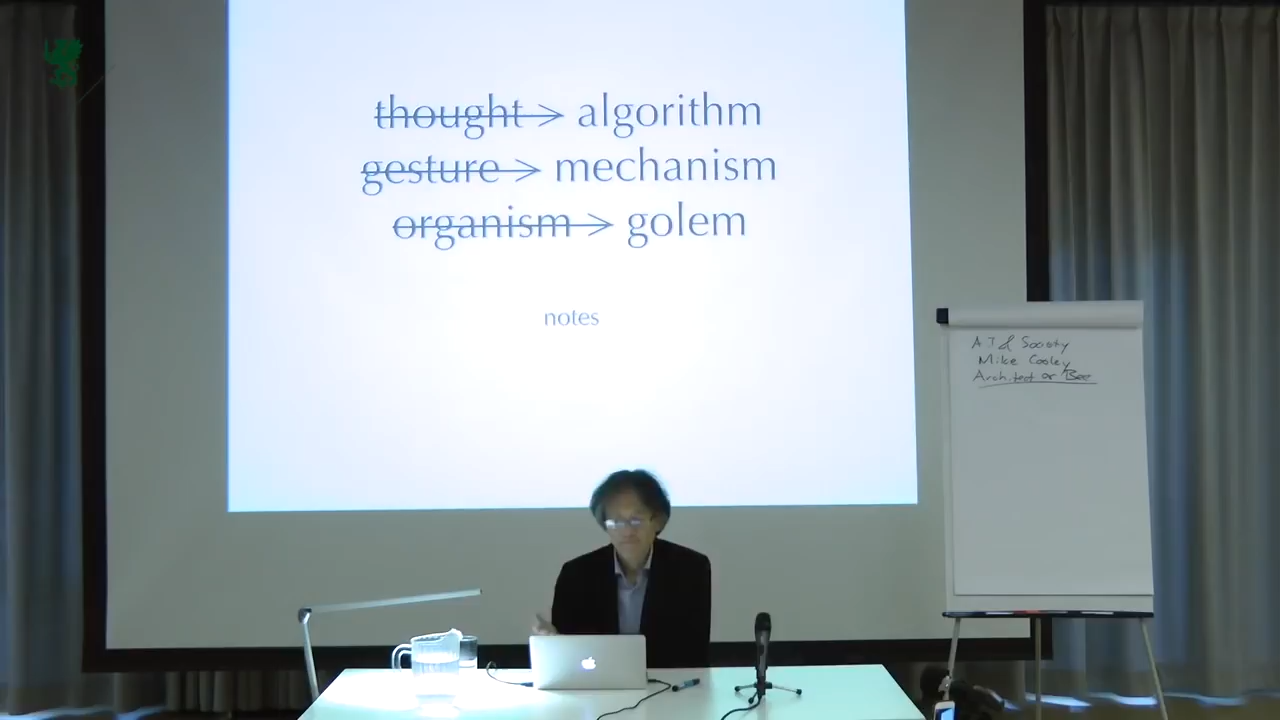 thought → algorithm
gesture → mechanism
organism → golem
notes
AI & Society
Mike Cooley
Architect or Bee